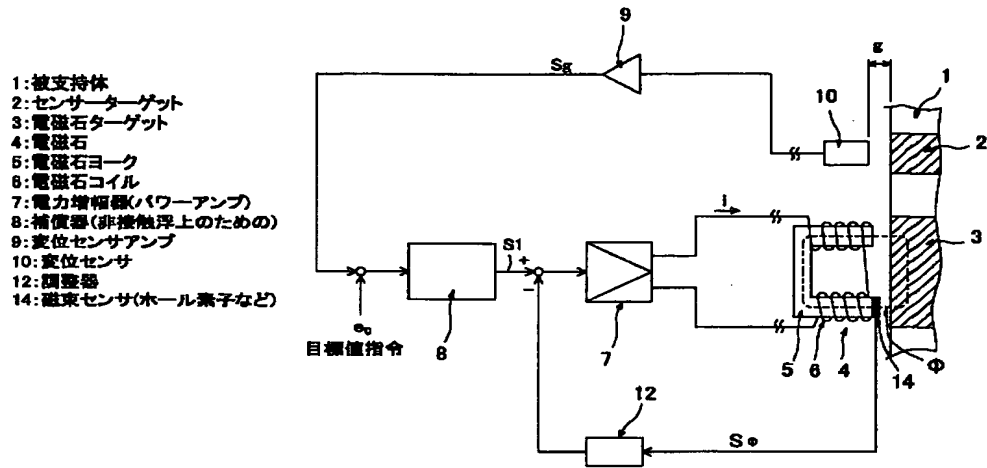 1:被支持体
2:センサーターゲット
3:電磁石ターゲット
4:電磁石
5:電磁石ヨーク
6:電磁石コイル
7:電力増幅器(パワーアンプ)
8:補償器(非接触浮上のための)
9:変位センサアンプ
10:変位センサ
12:調整器
14:磁束センサ(ホール素子など)
9
Sg
g
1
10
2
i
3
S1
+
-
e₀
目標値指令
8
7
5
6
4
14
Φ
12
SΦ